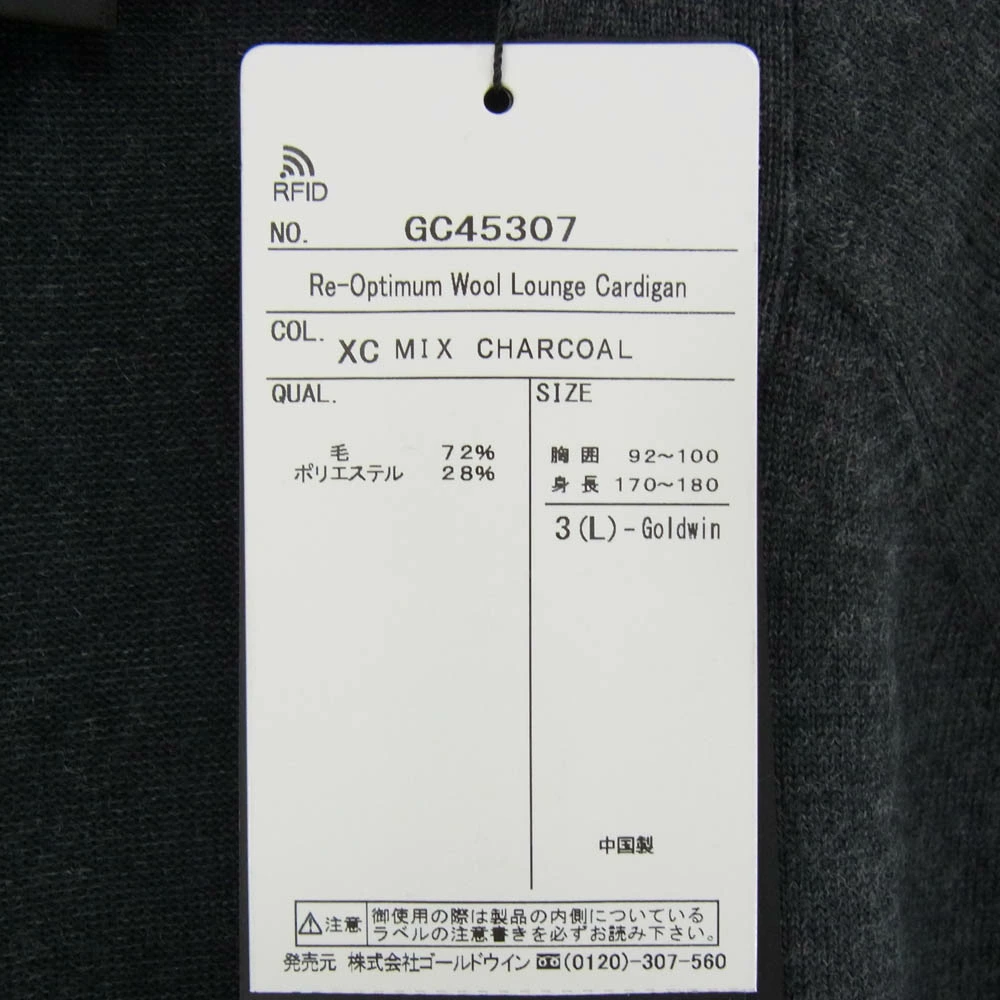 RFID
NO. GC45307
Re-Optimum Wool Lounge Cardigan
COL. XC MIX CHARCOAL
QUAL.
毛 72%
ポリエステル 28%
SIZE
胸囲 92～100
身長 170～180
3(L)-Goldwin
中国製
注意 御使用の際は製品の内側についている
ラベルの注意書きを必ずお読み下さい。
発売元 株式会社ゴールドウイン (0120)-307-560